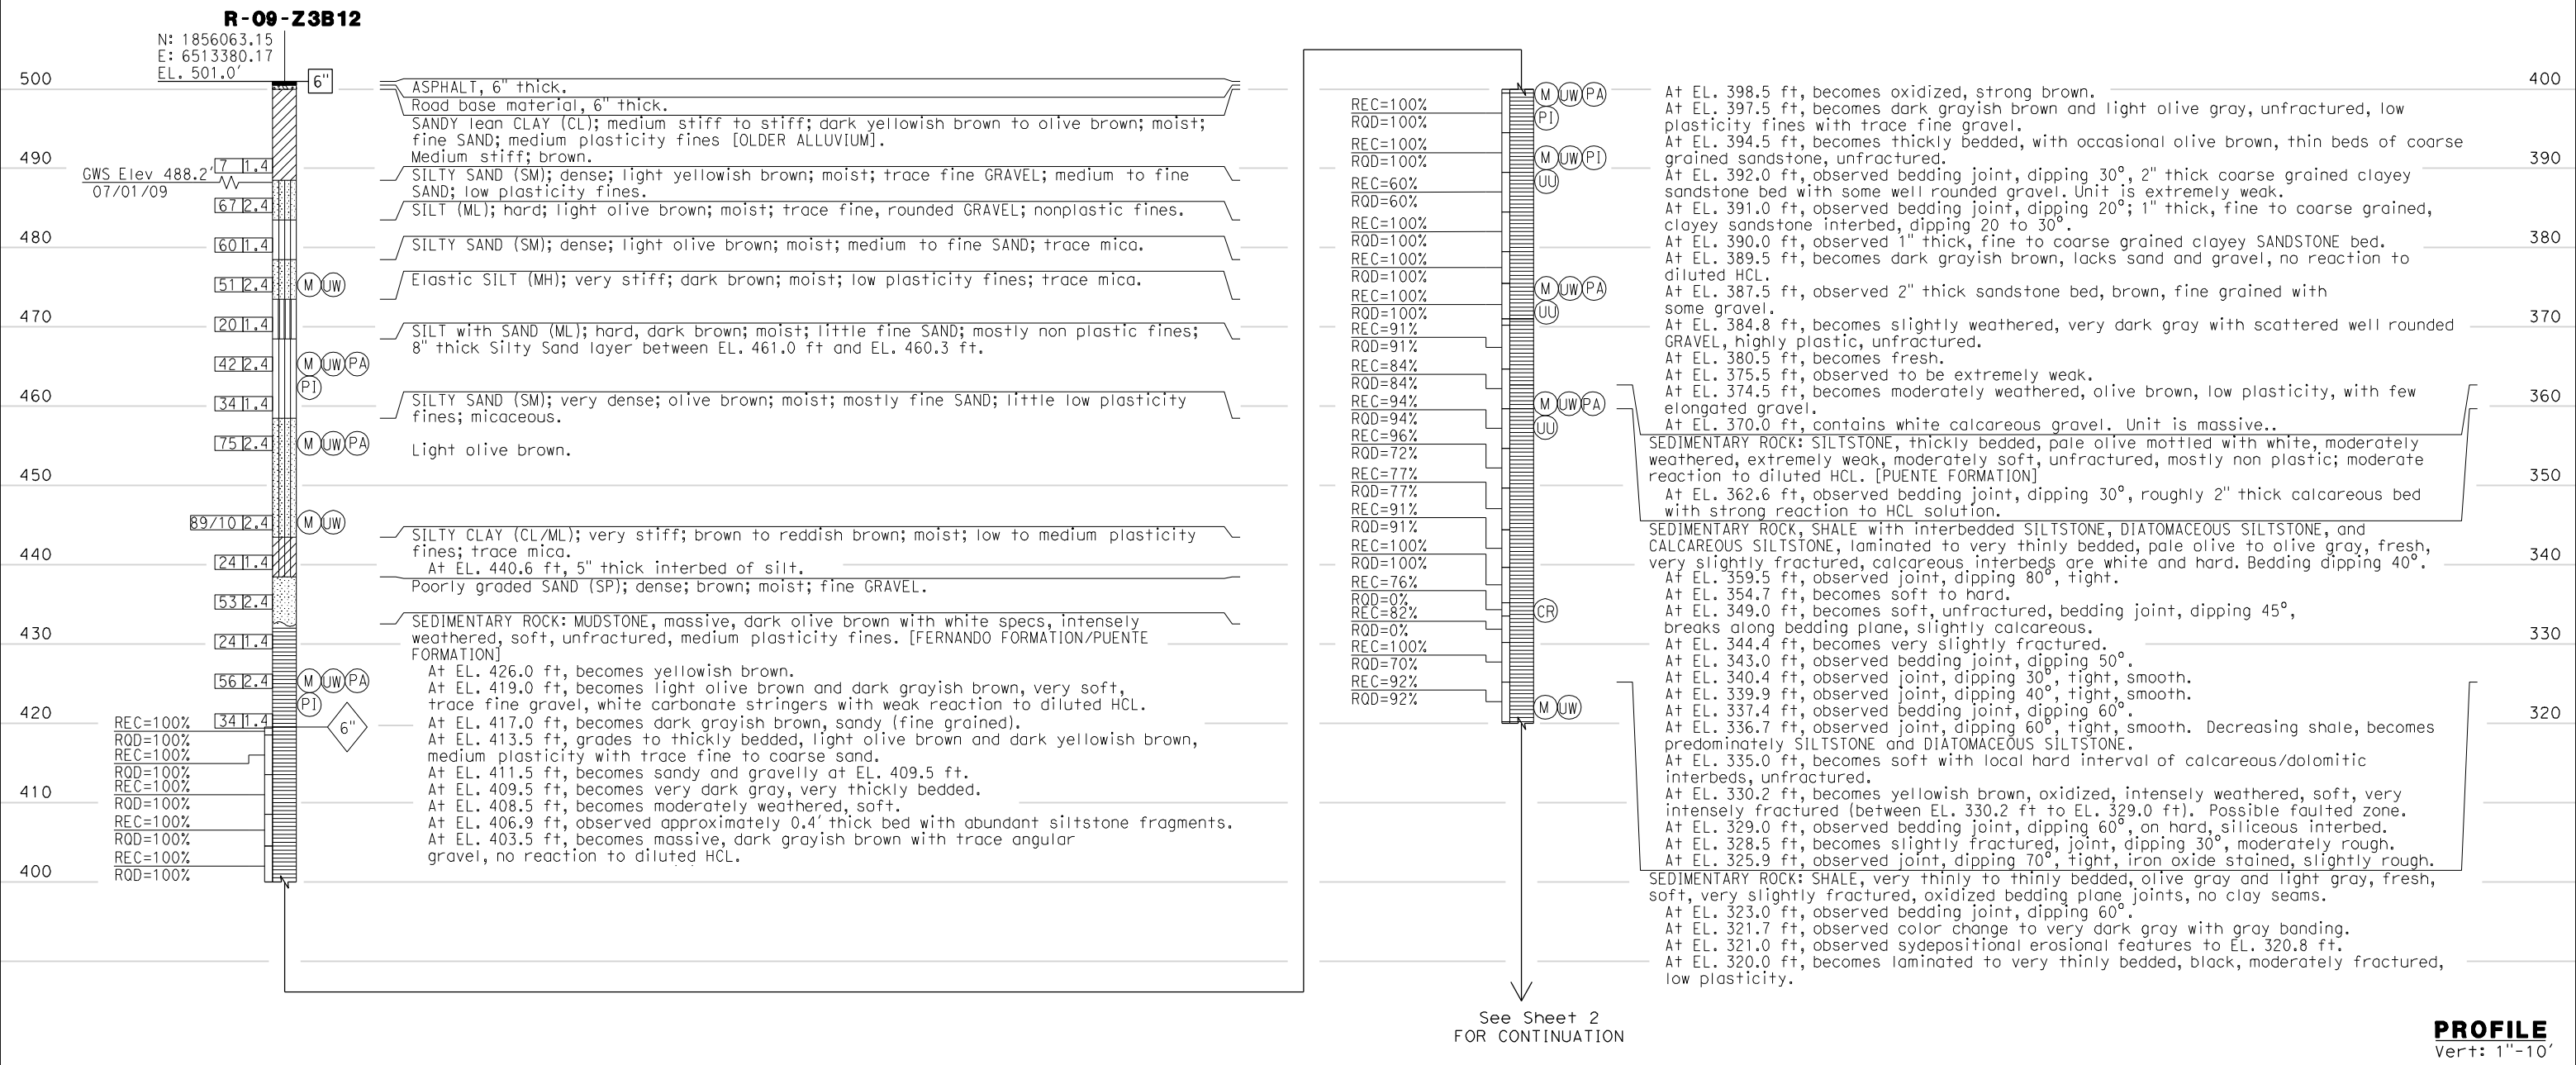 R-09-Z3B12
N: 1856063.15
E: 6513380.17
EL. 501.0'
6"
500
490
480
470
460
450
440
430
420
410
400
GWS Elev 488.2'
07/01/09
7 1.4
67 2.4
60 1.4
51 2.4 M UW
20 1.4
42 2.4 M UW PA
PI
34 1.4
75 2.4 M UW PA
89/10 2.4 M UW
24 1.4
53 2.4
24 1.4
56 2.4 M UW PA
PI
34 1.4
6"
REC=100%
RQD=100%
REC=100%
RQD=100%
REC=100%
RQD=100%
REC=100%
RQD=100%
REC=100%
RQD=100%
ASPHALT, 6" thick.
Road base material, 6" thick.
SANDY lean CLAY (CL); medium stiff to stiff; dark yellowish brown to olive brown; moist;
fine SAND; medium plasticity fines [OLDER ALLUVIUM].
Medium stiff; brown.
SILTY SAND (SM); dense; light yellowish brown; moist; trace fine GRAVEL; medium to fine
SAND; low plasticity fines.
SILT (ML); hard; light olive brown; moist; trace fine, rounded GRAVEL; nonplastic fines.
SILTY SAND (SM); dense; light olive brown; moist; medium to fine SAND; trace mica.
Elastic SILT (MH); very stiff; dark brown; moist; low plasticity fines; trace mica.
SILT with SAND (ML); hard, dark brown; moist; little fine SAND; mostly non plastic fines;
8" thick Silty Sand layer between EL. 461.0 ft and EL. 460.3 ft.
SILTY SAND (SM); very dense; olive brown; moist; mostly fine SAND; little low plasticity
fines; micaceous.
Light olive brown.
SILTY CLAY (CL/ML); very stiff; brown to reddish brown; moist; low to medium plasticity
fines; trace mica.
At EL. 440.6 ft, 5" thick interbed of silt.
Poorly graded SAND (SP); dense; brown; moist; fine GRAVEL.
SEDIMENTARY ROCK: MUDSTONE, massive, dark olive brown with white specs, intensely
weathered, soft, unfractured, medium plasticity fines. [FERNANDO FORMATION/PUENTE
FORMATION]
At EL. 426.0 ft, becomes yellowish brown.
At EL. 419.0 ft, becomes light olive brown and dark grayish brown, very soft,
trace fine gravel, white carbonate stringers with weak reaction to diluted HCL.
At EL. 417.0 ft, becomes dark grayish brown, sandy (fine grained).
At EL. 413.5 ft, grades to thickly bedded, light olive brown and dark yellowish brown,
medium plasticity with trace fine to coarse sand.
At EL. 411.5 ft, becomes sandy and gravelly at EL. 409.5 ft.
At EL. 409.5 ft, becomes very dark gray, very thickly bedded.
At EL. 408.5 ft, becomes moderately weathered, soft.
At EL. 406.9 ft, observed approximately 0.4' thick bed with abundant siltstone fragments.
At EL. 403.5 ft, becomes massive, dark grayish brown with trace angular
gravel, no reaction to diluted HCL.
REC=100%
RQD=100%
REC=100%
RQD=100%
REC=60%
RQD=60%
REC=100%
RQD=100%
REC=100%
RQD=100%
REC=100%
RQD=100%
REC=91%
RQD=91%
REC=84%
RQD=84%
REC=94%
RQD=94%
REC=96%
RQD=72%
REC=77%
RQD=77%
REC=91%
RQD=91%
REC=100%
RQD=100%
REC=76%
RQD=0%
REC=82%
RQD=0%
REC=100%
RQD=70%
REC=92%
RQD=92%
M UW PA
PI
M UW PI
UU
M UW PA
UU
M UW PA
UU
CR
M UW
See Sheet 2
FOR CONTINUATION
At EL. 398.5 ft, becomes oxidized, strong brown.
At EL. 397.5 ft, becomes dark grayish brown and light olive gray, unfractured, low
plasticity fines with trace fine gravel.
At EL. 394.5 ft, becomes thickly bedded, with occasional olive brown, thin beds of coarse
grained sandstone, unfractured.
At EL. 392.0 ft, observed bedding joint, dipping 30°, 2" thick coarse grained clayey
sandstone bed with some well rounded gravel. Unit is extremely weak.
At EL. 391.0 ft, observed bedding joint, dipping 20°; 1" thick, fine to coarse grained,
clayey sandstone interbed, dipping 20 to 30°.
At EL. 390.0 ft, observed 1" thick, fine to coarse grained clayey SANDSTONE bed.
At EL. 389.5 ft, becomes dark grayish brown, lacks sand and gravel, no reaction to
diluted HCL.
At EL. 387.5 ft, observed 2" thick sandstone bed, brown, fine grained with
some gravel.
At EL. 384.8 ft, becomes slightly weathered, very dark gray with scattered well rounded
GRAVEL, highly plastic, unfractured.
At EL. 380.5 ft, becomes fresh.
At EL. 375.5 ft, observed to be extremely weak.
At EL. 374.5 ft, becomes moderately weathered, olive brown, low plasticity, with few
elongated gravel.
At EL. 370.0 ft, contains white calcareous gravel. Unit is massive..
SEDIMENTARY ROCK: SILTSTONE, thickly bedded, pale olive mottled with white, moderately
weathered, extremely weak, moderately soft, unfractured, mostly non plastic; moderate
reaction to diluted HCL. [PUENTE FORMATION]
At EL. 362.6 ft, observed bedding joint, dipping 30°, roughly 2" thick calcareous bed
with strong reaction to HCL solution.
SEDIMENTARY ROCK, SHALE with interbedded SILTSTONE, DIATOMACEOUS SILTSTONE, and
CALCAREOUS SILTSTONE, laminated to very thinly bedded, pale olive to olive gray, fresh,
very slightly fractured, calcareous interbeds are white and hard. Bedding dipping 40°.
At EL. 359.5 ft, observed joint, dipping 80°, tight.
At EL. 354.7 ft, becomes soft to hard.
At EL. 349.0 ft, becomes soft, unfractured, bedding joint, dipping 45°,
breaks along bedding plane, slightly calcareous.
At EL. 344.4 ft, becomes very slightly fractured.
At EL. 343.0 ft, observed bedding joint, dipping 50°.
At EL. 340.4 ft, observed joint, dipping 30°, tight, smooth.
At EL. 339.9 ft, observed joint, dipping 40°, smooth.
At EL. 337.4 ft, observed bedding joint, dipping 60°.
At EL. 336.7 ft, observed joint, dipping 60°, tight, smooth. Decreasing shale, becomes
predominately SILTSTONE and DIATOMACEOUS SILTSTONE.
At EL. 335.0 ft, becomes soft with local hard interval of calcareous/dolomitic
interbeds, unfractured.
At EL. 330.2 ft, becomes yellowish brown, oxidized, intensely weathered, soft, very
intensely fractured (between EL. 330.2 ft to EL. 329.0 ft). Possible faulted zone.
At EL. 329.0 ft, observed bedding joint, dipping 60°, on hard, siliceous interbed.
At EL. 328.5 ft, becomes slightly fractured, joint, dipping 30°, moderately rough.
At EL. 325.9 ft, observed joint, dipping 70°, tight, iron oxide stained, slightly rough.
SEDIMENTARY ROCK: SHALE, very thinly to thinly bedded, olive gray and light gray, fresh,
soft, very slightly fractured, oxidized bedding plane joints, no clay seams.
At EL. 323.0 ft, observed bedding joint, dipping 60°.
At EL. 321.7 ft, observed color change to very dark gray with gray banding.
At EL. 321.0 ft, observed sydepositional erosional features to EL. 320.8 ft.
At EL. 320.0 ft, becomes laminated to very thinly bedded, black, moderately fractured,
low plasticity.
400
390
380
370
360
350
340
330
320
PROFILE
Vert: 1"-10'